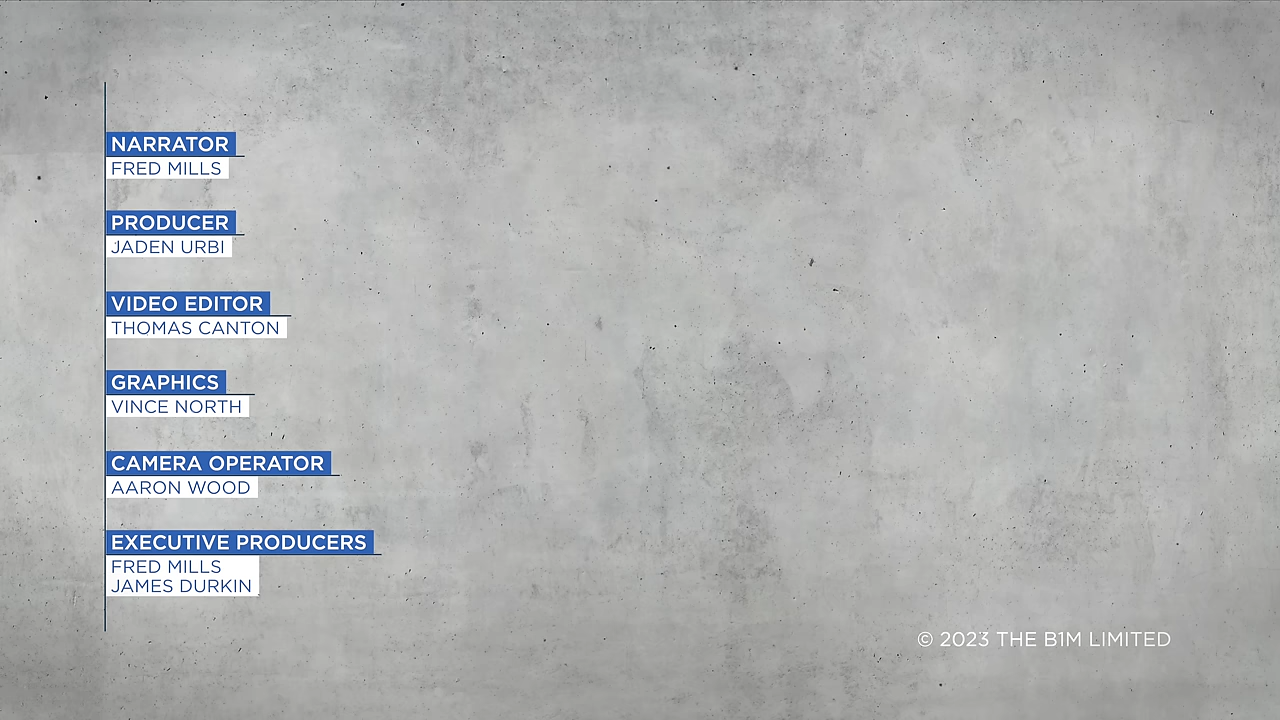 NARRATOR
FRED MILLS
PRODUCER
JADEN URBI
VIDEO EDITOR
THOMAS CANTON
GRAPHICS
VINCE NORTH
CAMERA OPERATOR
AARON WOOD
EXECUTIVE PRODUCERS
FRED MILLS
JAMES DURKIN
© 2023 THE B1M LIMITED